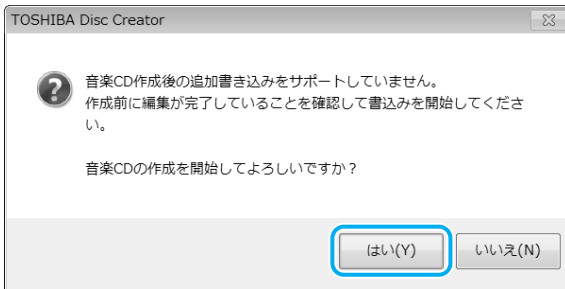 TOSHIBA Disc Creator
音楽CD作成後の追加書き込みをサポートしていません。
作成前に編集が完了していることを確認して書込みを開始してくださ
い。
音楽CDの作成を開始してよろしいですか？
はい(Y) いいえ(N)